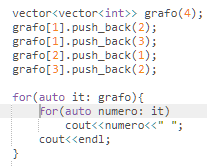 vector<vector<int>> grafo(4);
grafo[1].push_back(2);
grafo[1].push_back(3);
grafo[2].push_back(1);
grafo[3].push_back(2);
for(auto it: grafo){
for(auto numero: it)
cout<<numero<<" ";
cout<<endl;
}